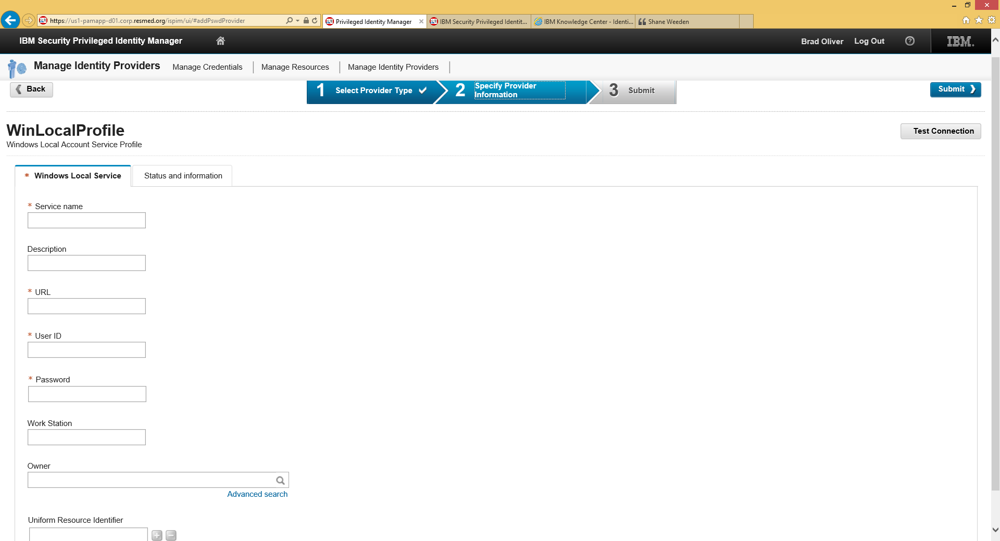 https://us1-pamapp-d01.corp.resmed.org/ispim/ui/#addPswdProvider
Privileged Identity Manager
IBM Security Privileged Identit...
IBM Knowledge Center - Identi...
Shane Weeden
IBM Security Privileged Identity Manager
Brad Oliver
Log Out
?
IBM.
Manage Identity Providers
Manage Credentials
Manage Resources
Manage Identity Providers
Back
1 Select Provider Type
2 Specify Provider
Information
3 Submit
Submit
WinLocalProfile
Windows Local Account Service Profile
Test Connection
* Windows Local Service
Status and information
* Service name
Description
* URL
* User ID
* Password
Work Station
Owner
Advanced search
Uniform Resource Identifier